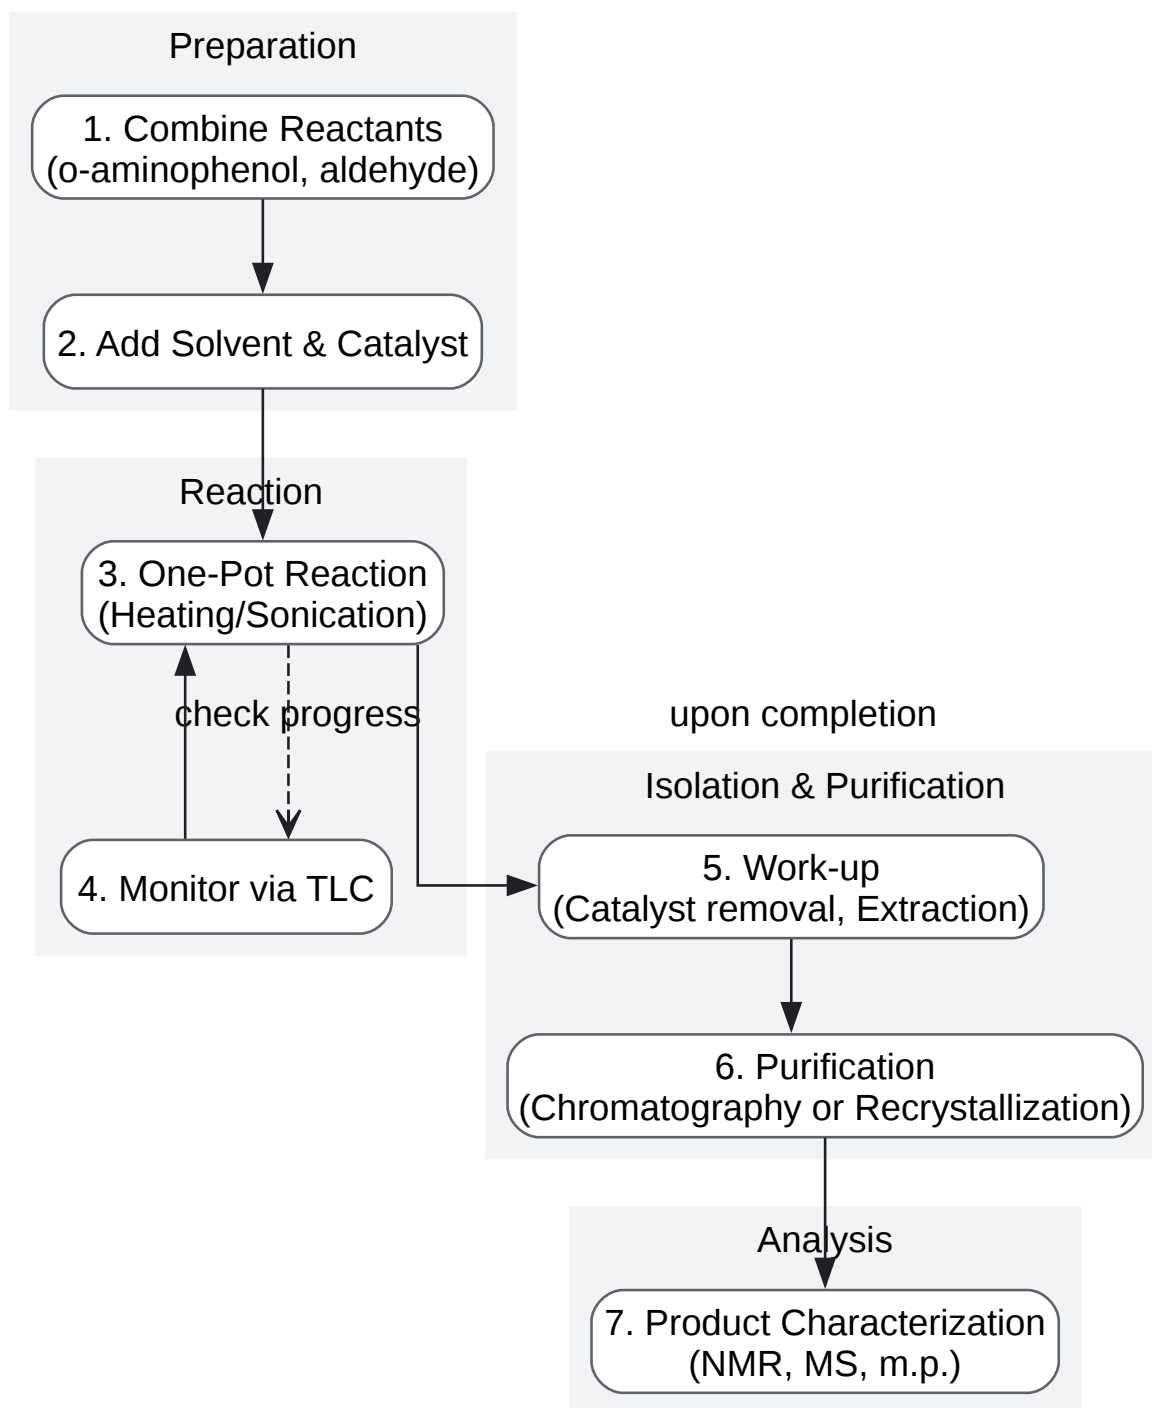 Preparation
1. Combine Reactants
(o-aminophenol, aldehyde)
2. Add Solvent & Catalyst
Reaction
3. One-Pot Reaction
(Heating/Sonication)
check progress
upon completion
4. Monitor via TLC
Isolation & Purification
5. Work-up
(Catalyst removal, Extraction)
6. Purification
(Chromatography or Recrystallization)
Analysis
7. Product Characterization
(NMR, MS, m.p.)